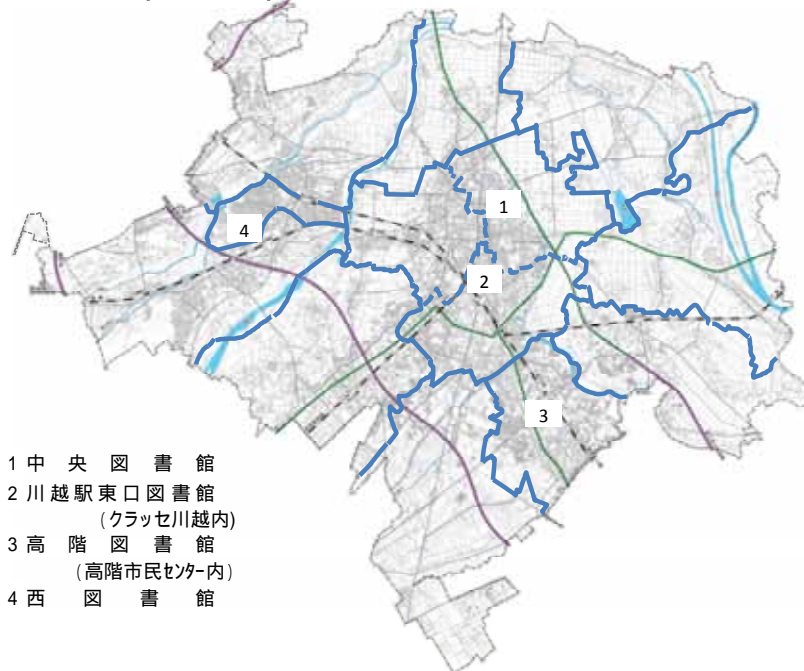 1
4
2
3
1 中央図書館
2 川越駅東口図書館
(クラッセ川越内)
3 高階図書館
(高階市民センター内)
4 西図書館